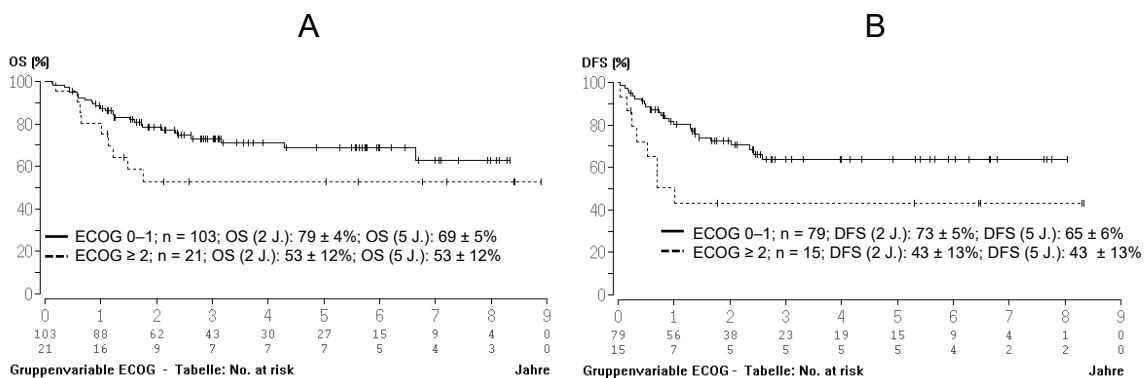 A
OS (%)
100
80
60
40
20
0
ECOG 0–1; n = 103; OS (2 J.): 79 ± 4%; OS (5 J.): 69 ± 5%
ECOG ≥ 2; n = 21; OS (2 J.): 53 ± 12%; OS (5 J.): 53 ± 12%
0 1 2 3 4 5 6 7 8 9
103 88 62 43 30 27 15 9 4 0
21 16 9 7 7 7 5 4 3 0
Gruppenvariable ECOG - Tabelle: No. at risk Jahre
B
DFS (%)
100
80
60
40
20
0
ECOG 0–1; n = 79; DFS (2 J.): 73 ± 5%; DFS (5 J.): 65 ± 6%
ECOG ≥ 2; n = 15; DFS (2 J.): 43 ± 13%; DFS (5 J.): 43 ± 13%
0 1 2 3 4 5 6 7 8 9
79 56 38 23 19 15 9 4 1 0
15 7 5 5 5 5 4 2 2 0
Gruppenvariable ECOG - Tabelle: No. at risk Jahre